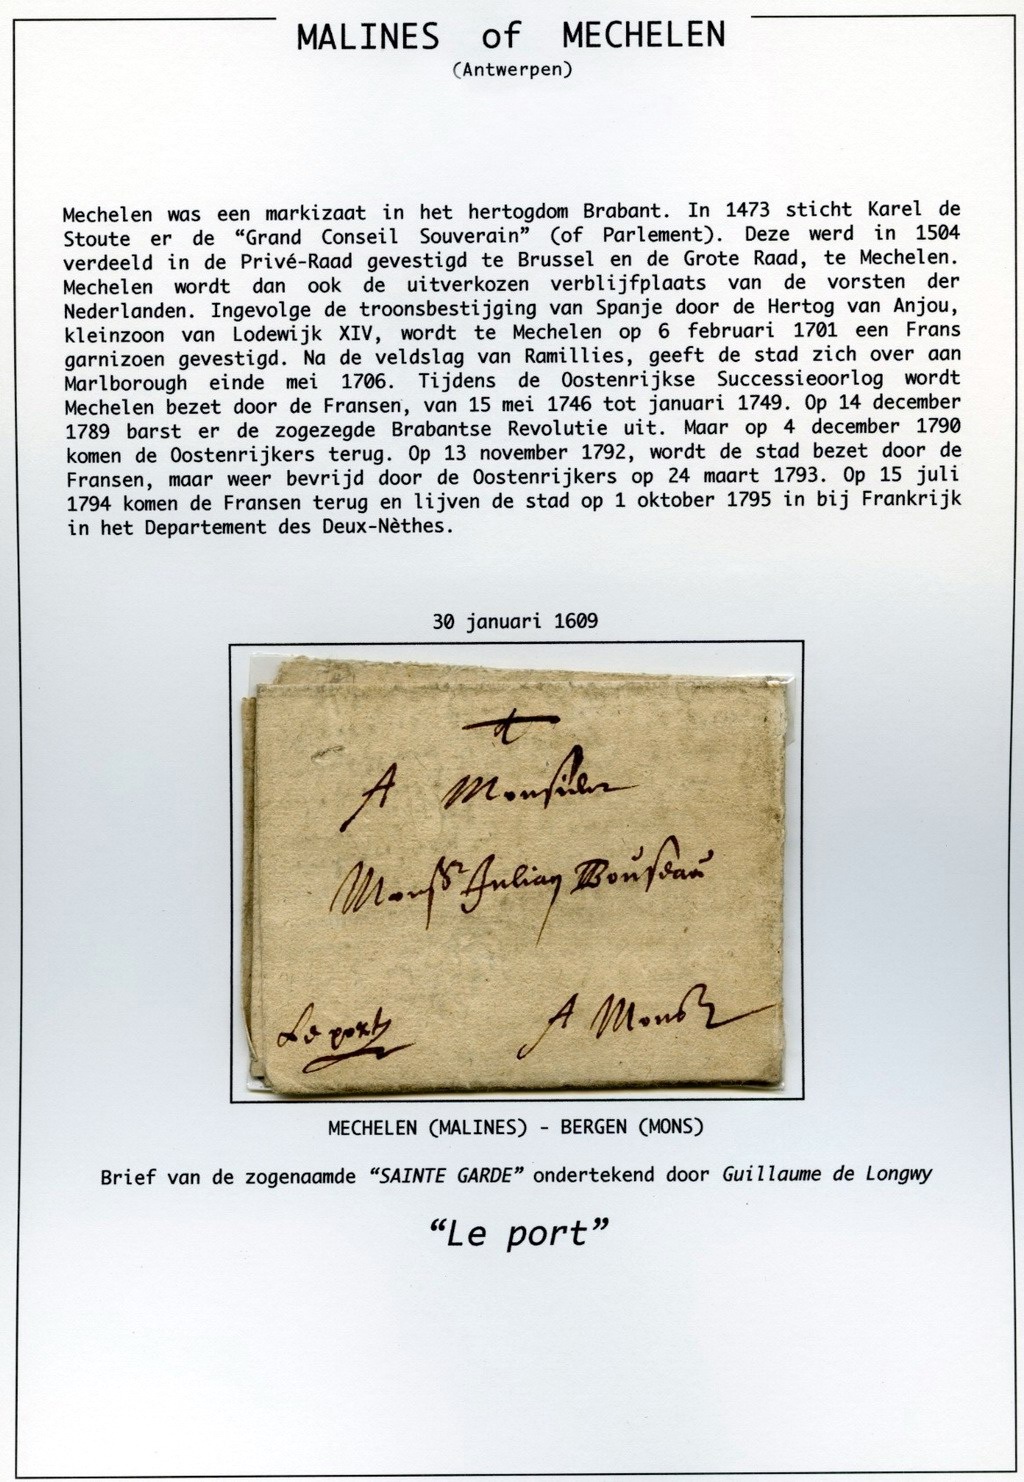 MALINES of MECHELEN
(Antwerpen)
Mechelen was een markizaat in het hertogdom Brabant. In 1473 sticht Karel de
Stoute er de “Grand Conseil Souverain” (of Parlement). Deze werd in 1504
verdeeld in de Privé-Raad gevestigd te Brussel en de Grote Raad, te Mechelen.
Mechelen wordt dan ook de uitverkozen verblijfplaats van de vorsten der
Nederlanden. Ingevolge de troonsbestijging van Spanje door de Hertog van Anjou,
kleinzoon van Lodewijk XIV, wordt te Mechelen op 6 februari 1701 een Frans
garnizoen gevestigd. Na de veldslag van Ramillies, geeft de stad zich over aan
Marlborough einde mei 1706. Tijdens de Oostenrijkse Successieoorlog wordt
Mechelen bezet door de Fransen, van 15 mei 1746 tot januari 1749. Op 14 december
1789 barst er de zogezegde Brabantse Revolutie uit. Maar op 4 december 1790
komen de Oostenrijkers terug. Op 13 november 1792, wordt de stad bezet door de
Fransen, maar weer bevrijd door de Oostenrijkers op 24 maart 1793. Op 15 juli
1794 komen de Fransen terug en lijven de stad op 1 oktober 1795 in bij Frankrijk
in het Departement des Deux-Nèthes.
30 januari 1609
A Monsieur
Monsr Julian Bouseau
Le port
A Mons
MECHELEN (MALINES) - BERGEN (MONS)
Brief van de zogenaamde “SAINTE GARDE” ondertekend door Guillaume de Longwy
“Le port”